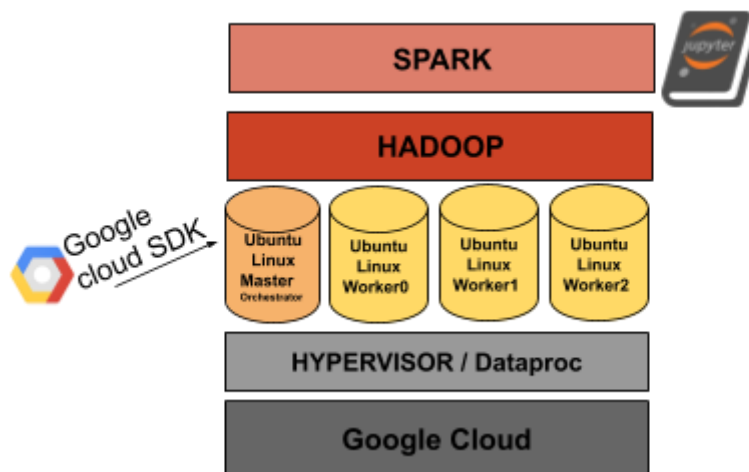 SPARK
jupyter
HADOOP
Google
cloud SDK
Ubuntu
Linux
Master
Orchestrator
Ubuntu
Linux
Worker0
Ubuntu
Linux
Worker1
Ubuntu
Linux
Worker2
HYPERVISOR / Dataproc
Google Cloud